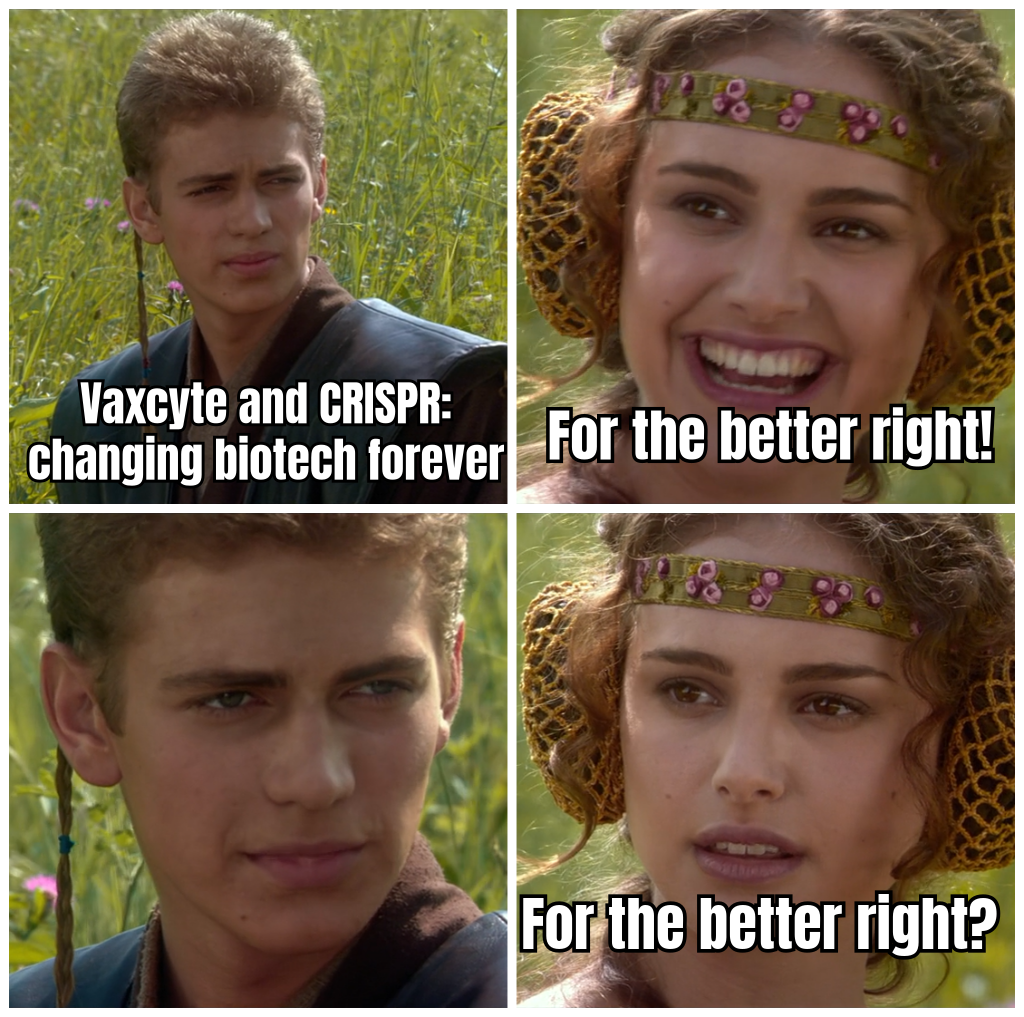 Vaxcyte and CRISPR:
changing biotech forever
For the better right!
For the better right?